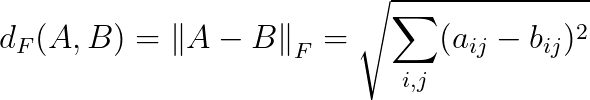 d_F(A, B) = ‖A − B‖_F = √(∑_{i,j} (a_{ij} − b_{ij})²)